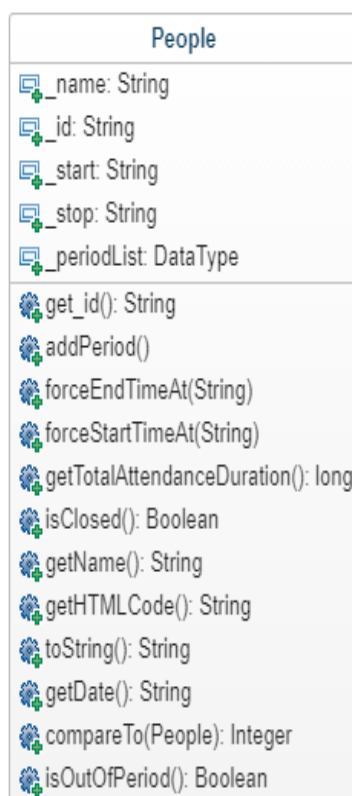 People
_name: String
_id: String
_start: String
_stop: String
_periodList: DataType
get_id(): String
addPeriod()
forceEndTimeAt(String)
forceStartTimeAt(String)
getTotalAttendanceDuration(): long
isClosed(): Boolean
getName(): String
getHTMLCode(): String
toString(): String
getDate(): String
compareTo(People): Integer
isOutOfPeriod(): Boolean